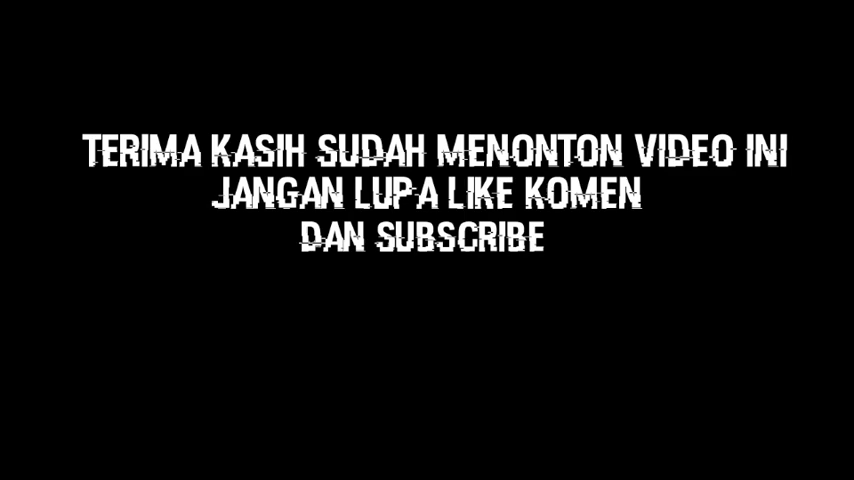 TERIMA KASIH SUDAH MENONTON VIDEO INI
JANGAN LUPA LIKE KOMEN
DAN SUBSCRIBE